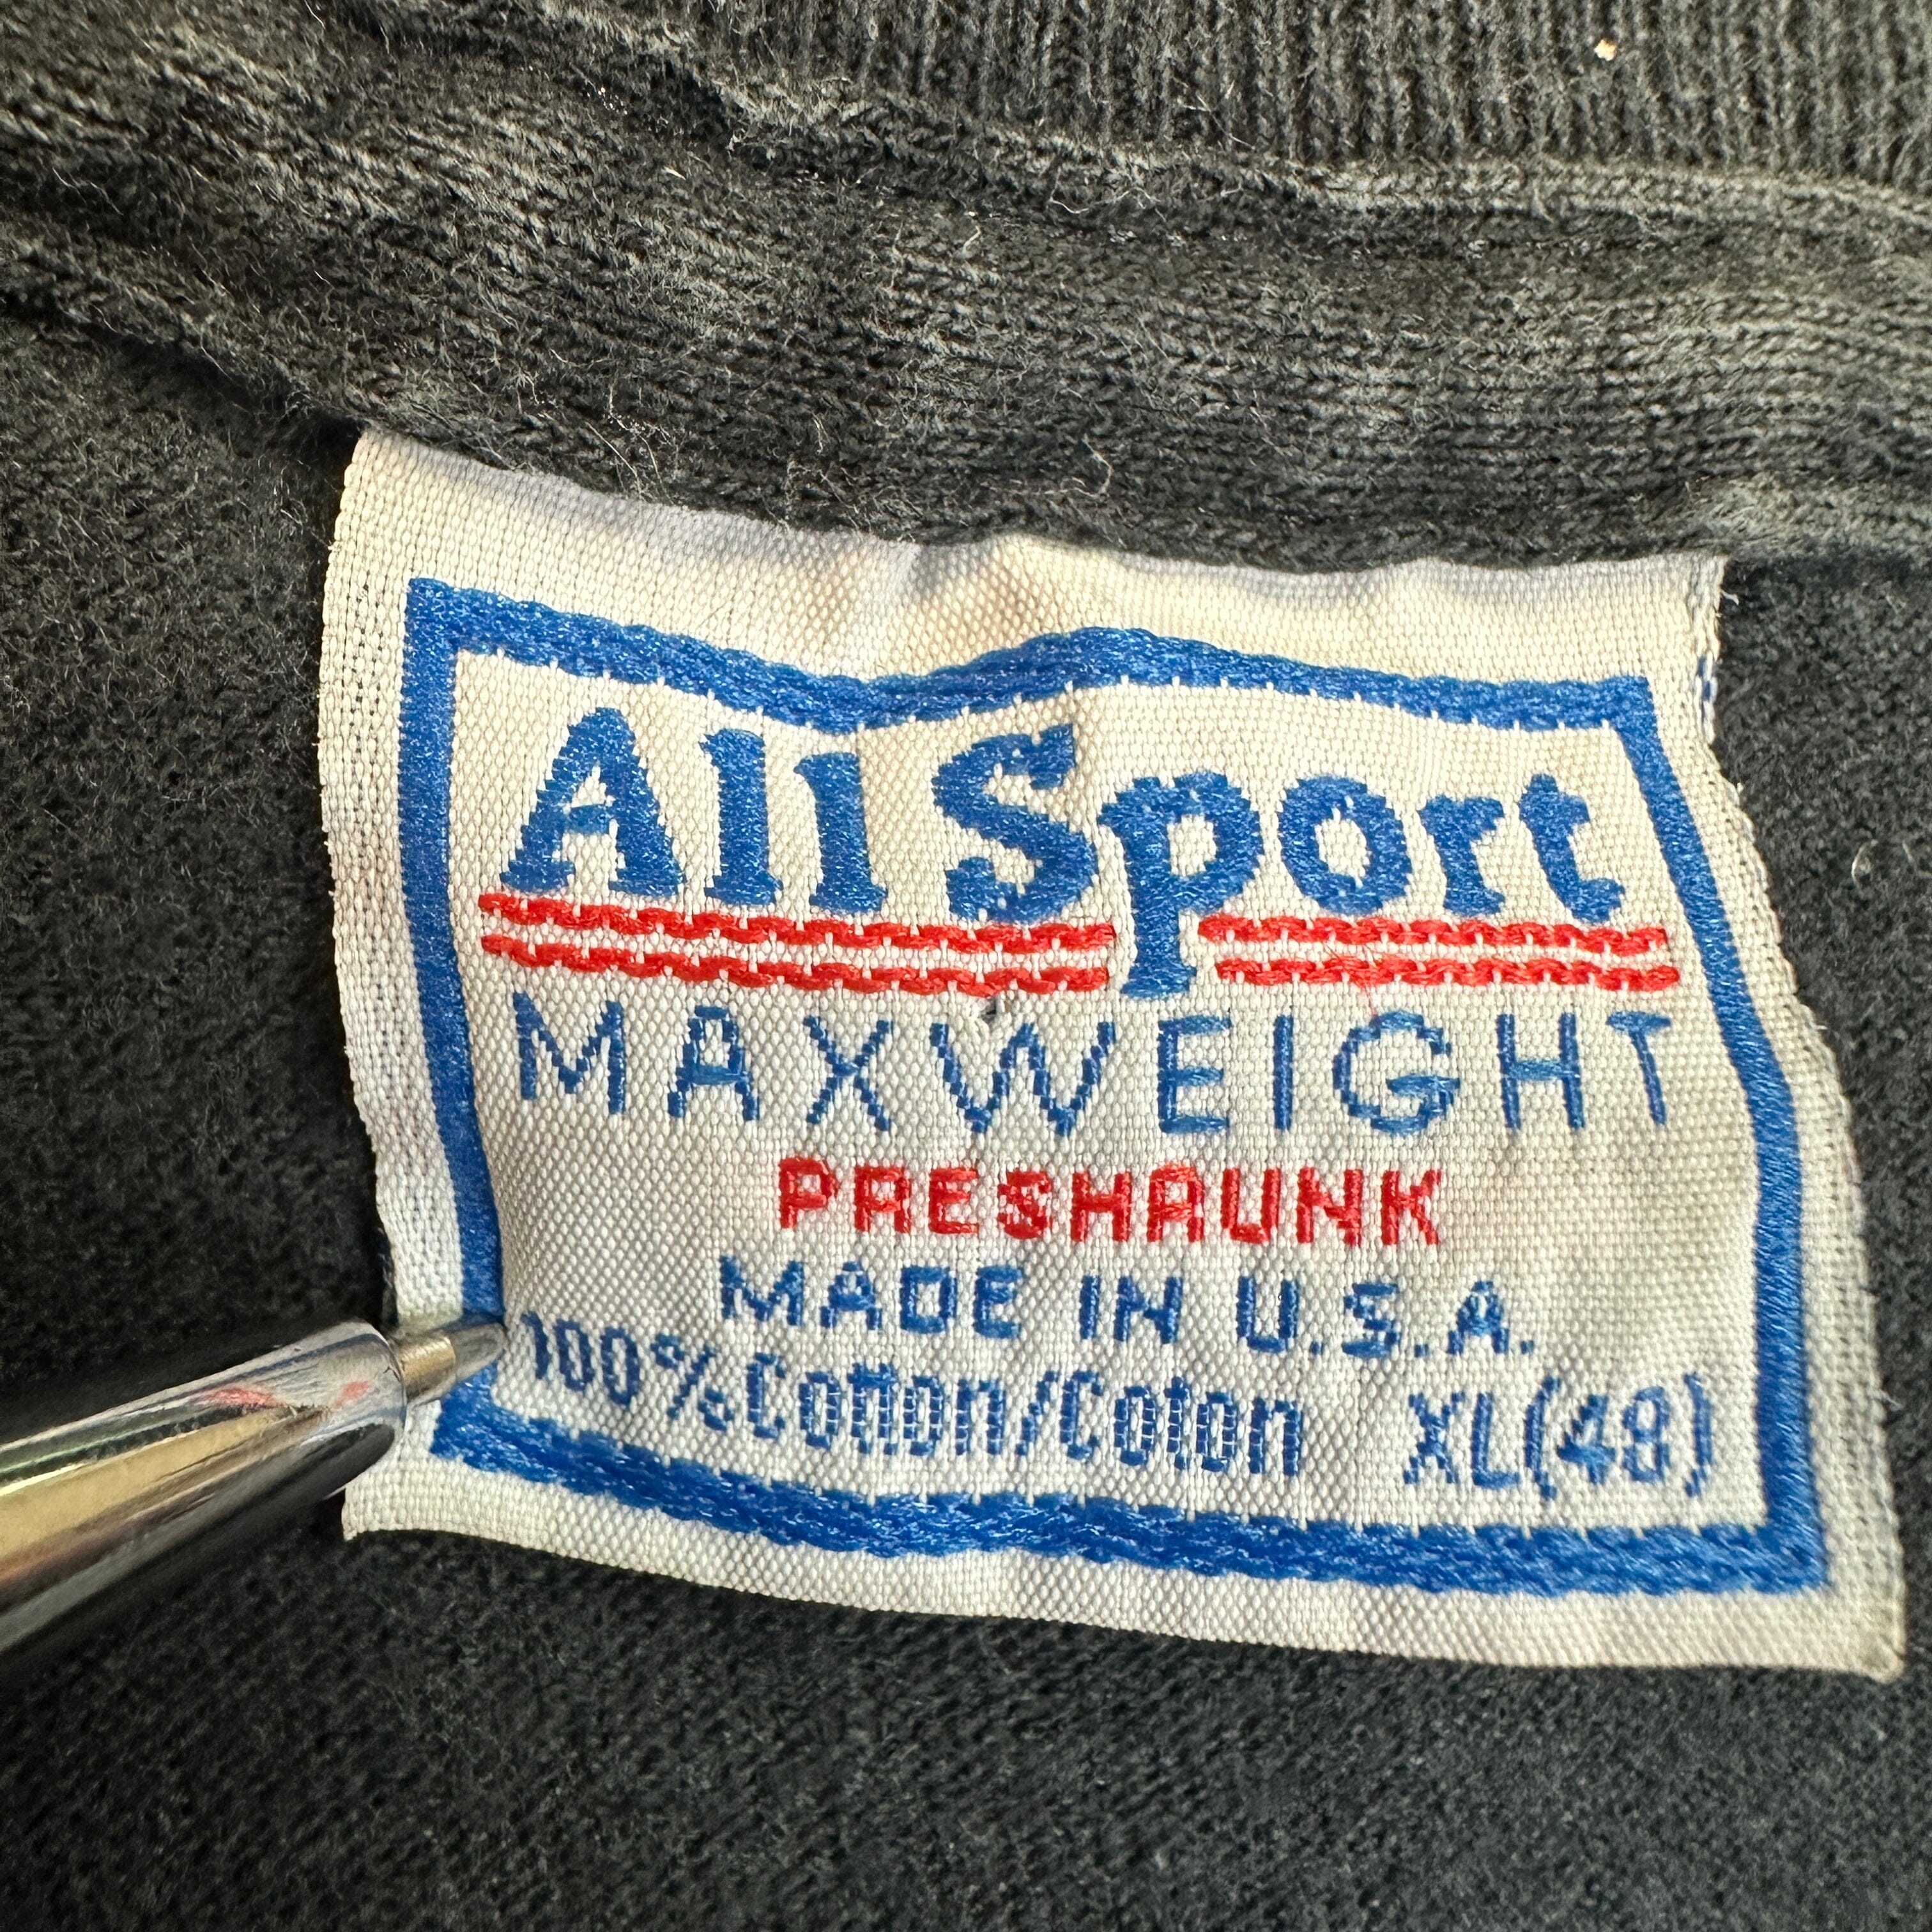 All Sport
MAXWEIGHT
PRESHRUNK
MADE IN U.S.A.
100% Cotton/Coton XL(48)